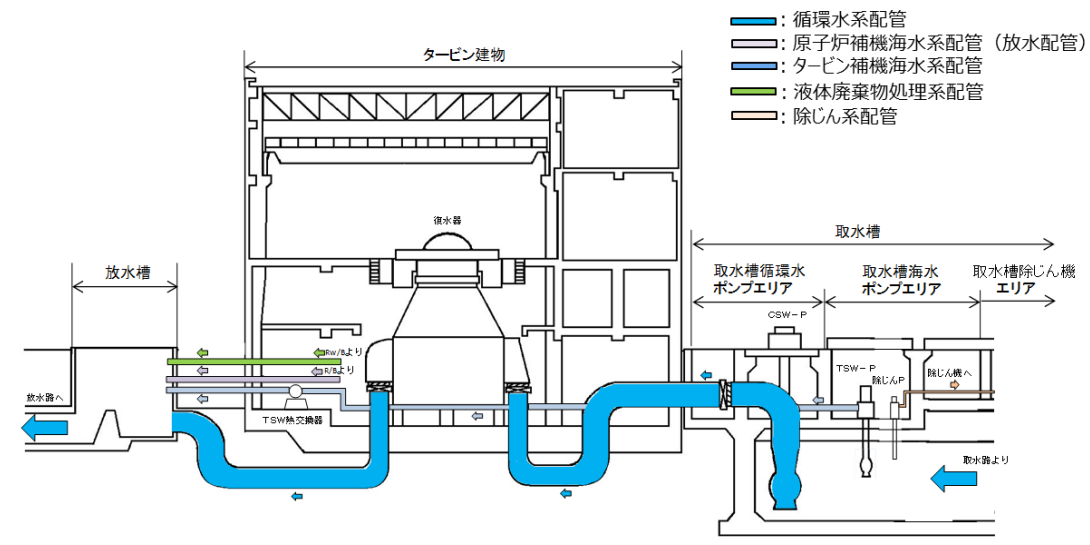 ：循環水系配管
：原子炉補機海水系配管（放水配管）
：タービン補機海水系配管
：液体廃棄物処理系配管
：除じん系配管
タービン建物
復水器
取水槽
放水槽
取水槽循環水
ポンプエリア
取水槽海水
ポンプエリア
取水槽除じん機
エリア
CSW－P
RW/Bより
R/Bより
TSW－P
除じんP
除じん機へ
放水路へ
TSW熱交換器
取水路より